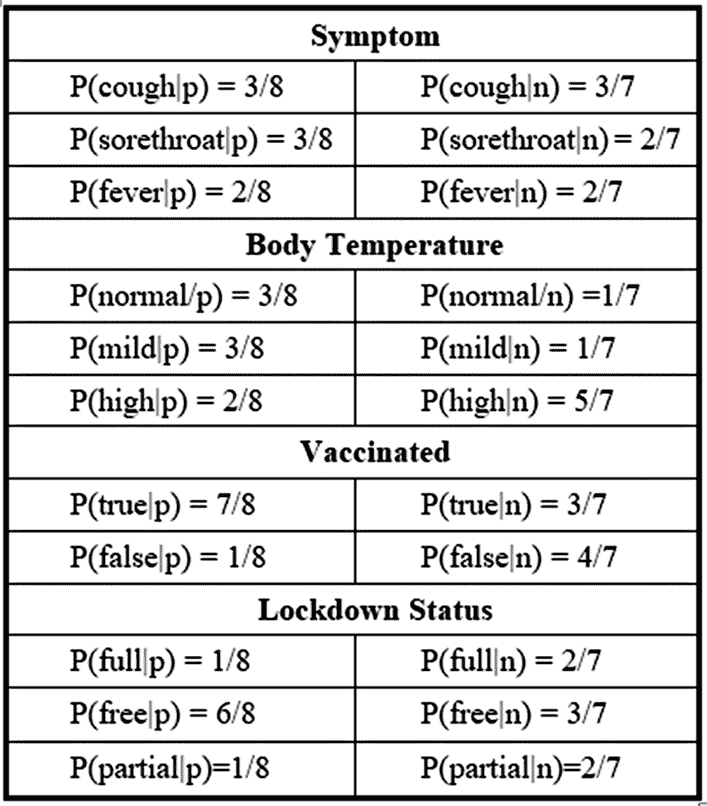 Symptom
P(cough|p) = 3/8 P(cough|n) = 3/7
P(sorethroat|p) = 3/8 P(sorethroat|n) = 2/7
P(fever|p) = 2/8 P(fever|n) = 2/7
Body Temperature
P(normal/p) = 3/8 P(normal/n) =1/7
P(mild|p) = 3/8 P(mild|n) = 1/7
P(high|p) = 2/8 P(high|n) = 5/7
Vaccinated
P(true|p) = 7/8 P(true|n) = 3/7
P(false|p) = 1/8 P(false|n) = 4/7
Lockdown Status
P(full|p) = 1/8 P(full|n) = 2/7
P(free|p) = 6/8 P(free|n) = 3/7
P(partial|p)=1/8 P(partial|n)=2/7